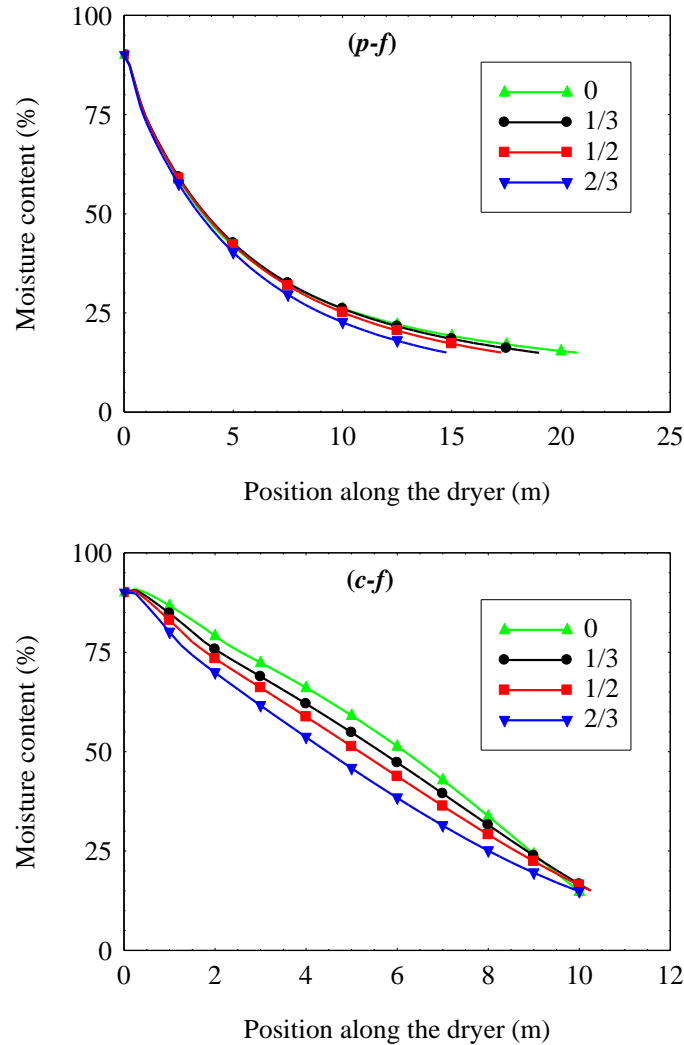 100
(p-f)
0
1/3
1/2
2/3
75
50
25
0
Moisture content (%)
0 5 10 15 20 25
Position along the dryer (m)
100
(c-f)
0
1/3
1/2
2/3
75
50
25
0
Moisture content (%)
0 2 4 6 8 10 12
Position along the dryer (m)